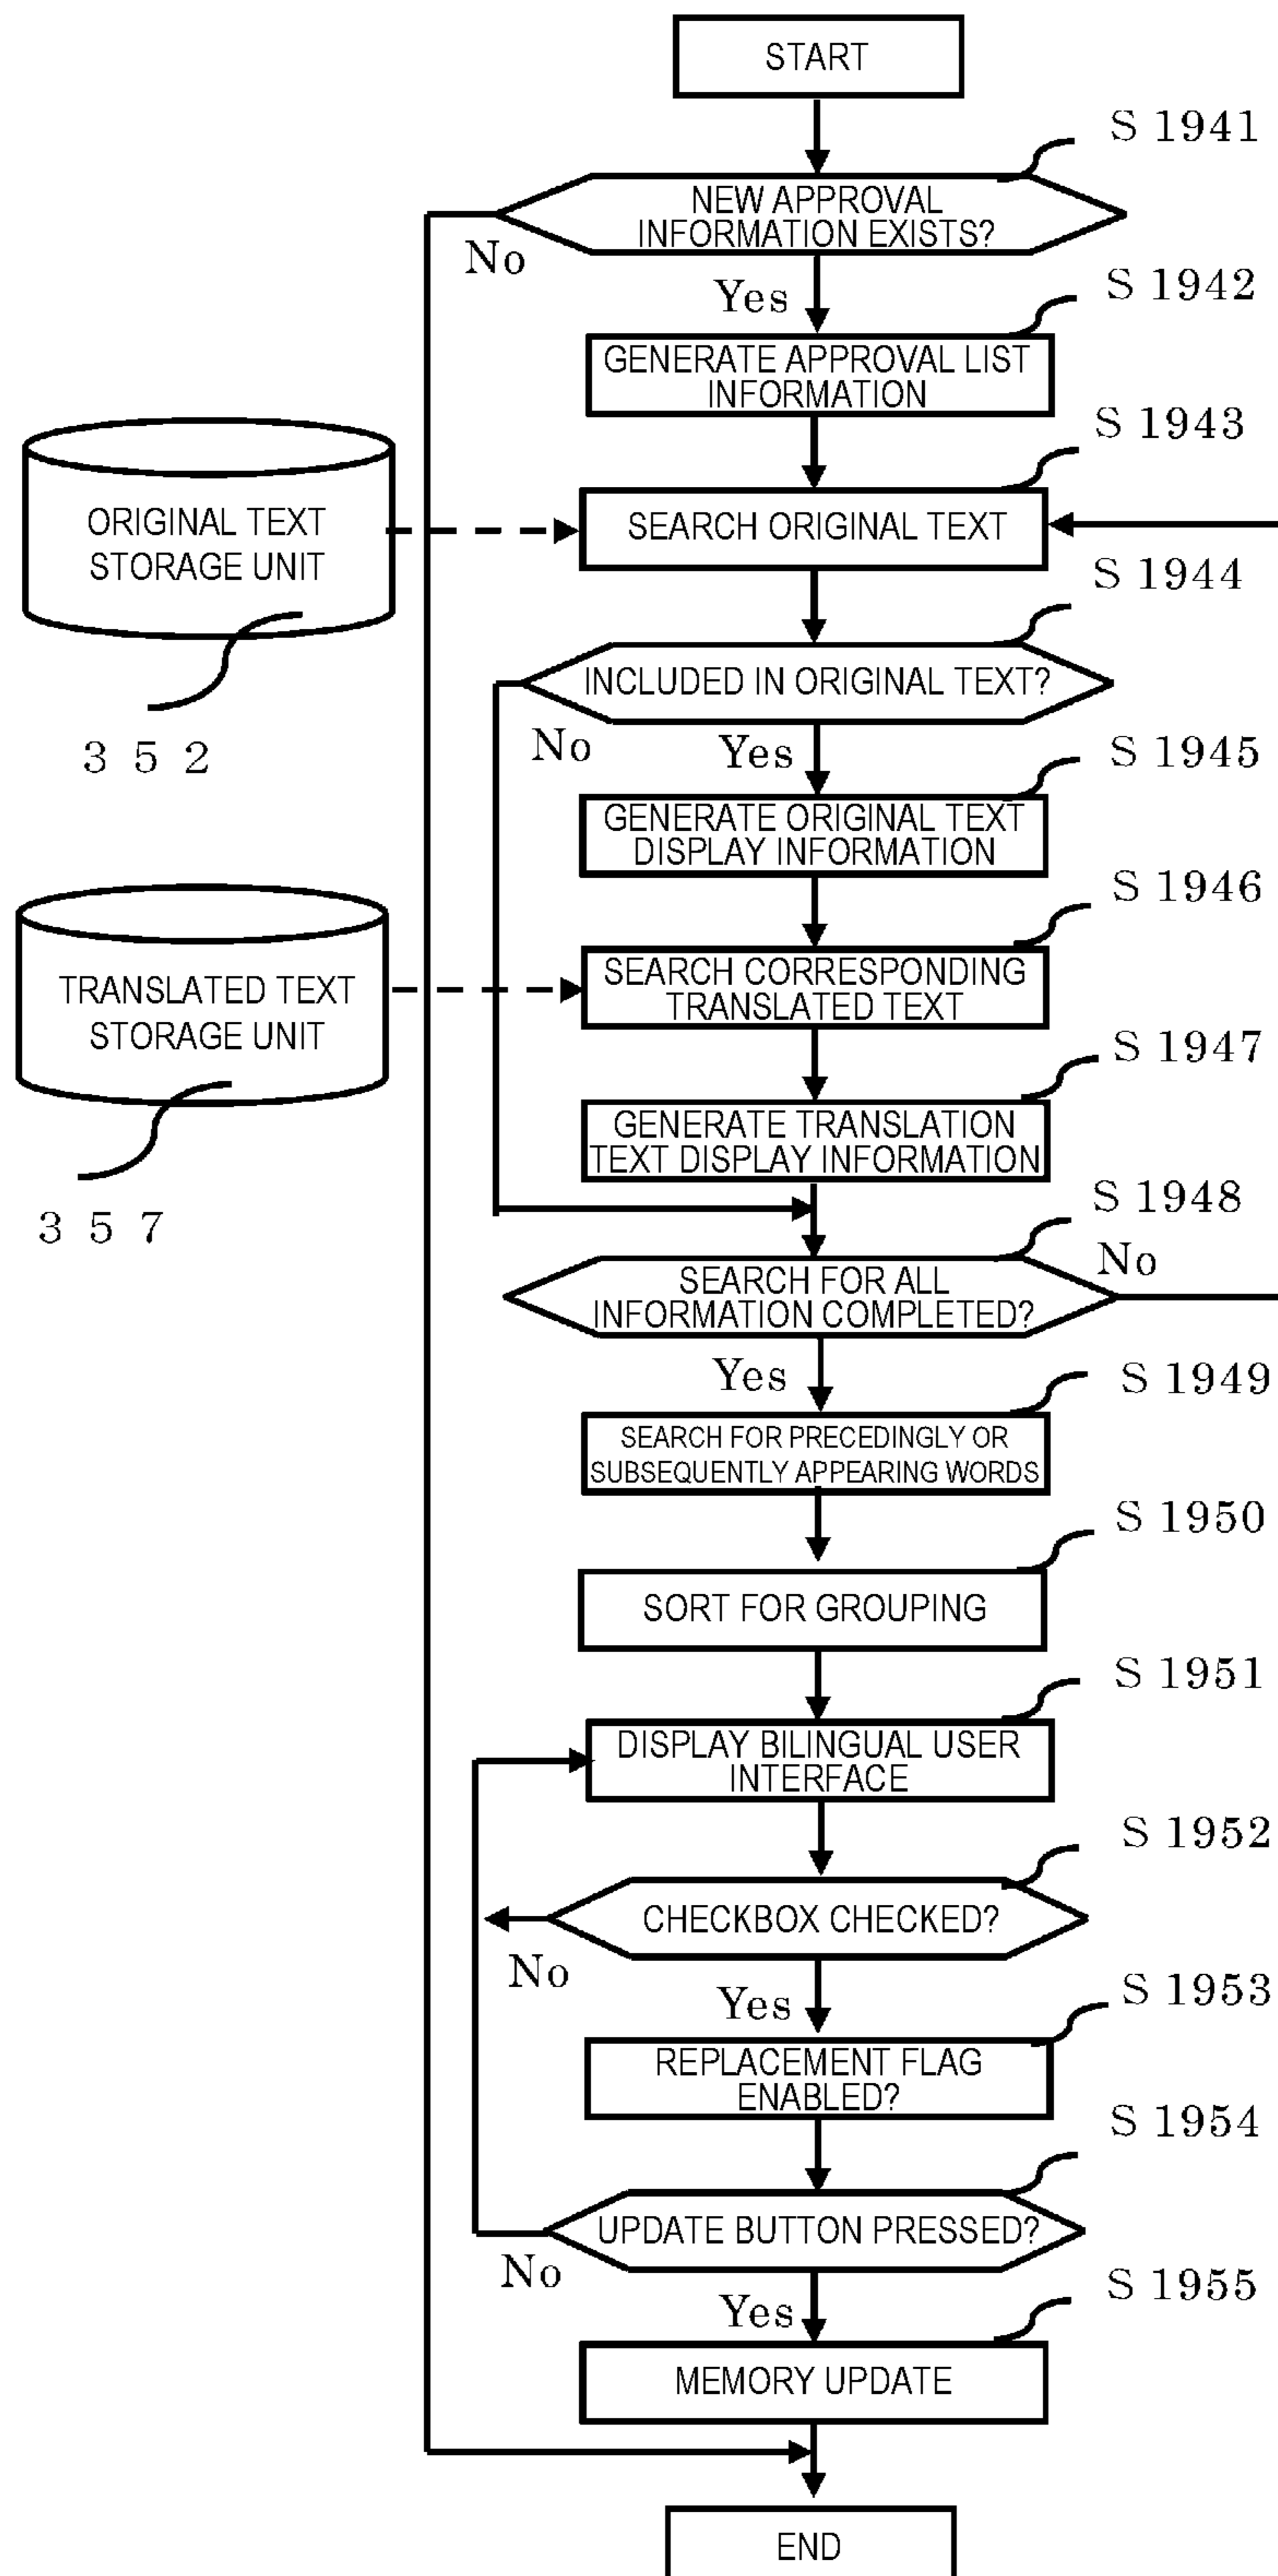 START
S 1941
NEW APPROVAL
INFORMATION EXISTS?
No
Yes
S 1942
GENERATE APPROVAL LIST
INFORMATION
S 1943
ORIGINAL TEXT
STORAGE UNIT
SEARCH ORIGINAL TEXT
S 1944
INCLUDED IN ORIGINAL TEXT?
3 5 2
No
Yes
S 1945
GENERATE ORIGINAL TEXT
DISPLAY INFORMATION
S 1946
TRANSLATED TEXT
STORAGE UNIT
SEARCH CORRESPONDING
TRANSLATED TEXT
S 1947
GENERATE TRANSLATION
TEXT DISPLAY INFORMATION
3 5 7
S 1948
No
SEARCH FOR ALL
INFORMATION COMPLETED?
Yes
S 1949
SEARCH FOR PRECEDINGLY OR
SUBSEQUENTLY APPEARING WORDS
S 1950
SORT FOR GROUPING
S 1951
DISPLAY BILINGUAL USER
INTERFACE
S 1952
CHECKBOX CHECKED?
No
Yes
S 1953
REPLACEMENT FLAG
ENABLED?
S 1954
UPDATE BUTTON PRESSED?
No
Yes
S 1955
MEMORY UPDATE
END